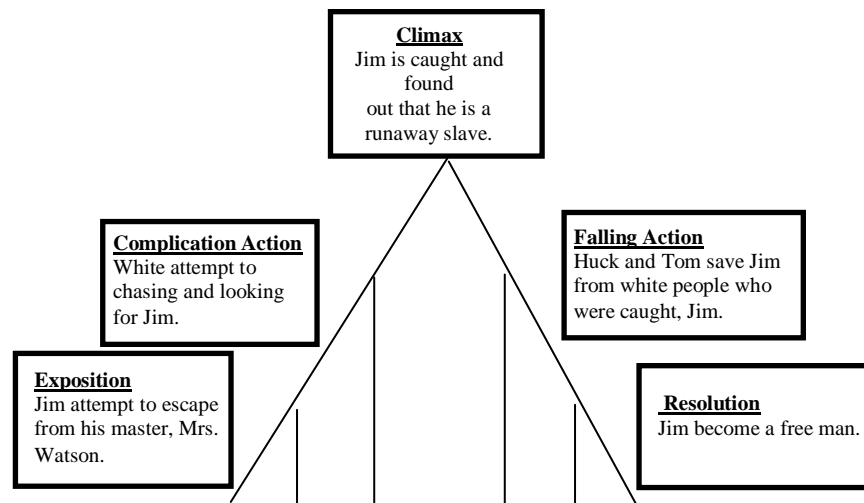 Climax
Jim is caught and
found
out that he is a
runaway slave.
Complication Action
White attempt to
chasing and looking
for Jim.
Falling Action
Huck and Tom save Jim
from white people who
were caught, Jim.
Exposition
Jim attempt to escape
from his master, Mrs.
Watson.
Resolution
Jim become a free man.